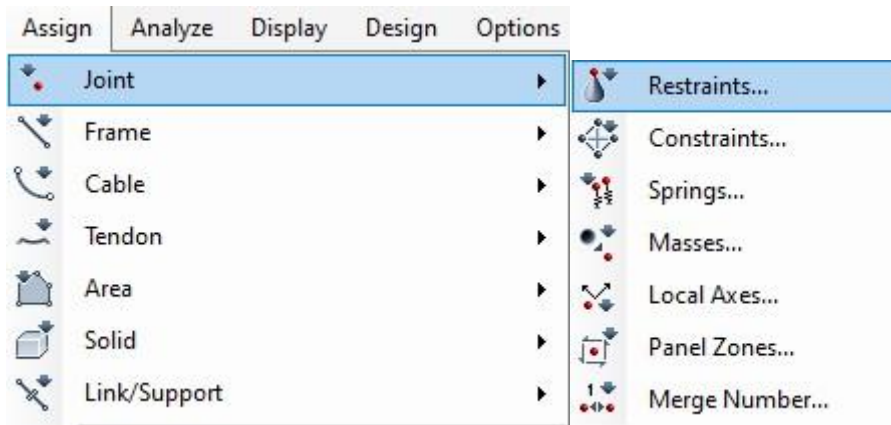 Assign Analyze Display Design Options
Joint
Frame
Cable
Tendon
Area
Solid
Link/Support
Restraints...
Constraints...
Springs...
Masses...
Local Axes...
Panel Zones...
1
Merge Number...